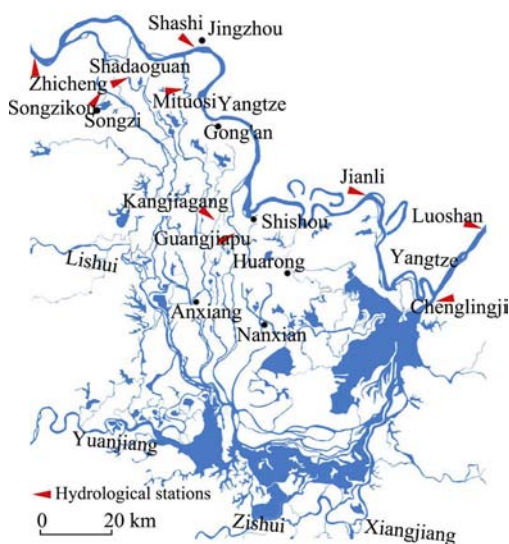 Shashi
Jingzhou
Shadaoguan
Zhicheng
Mituosi
Yangtze
Songzikou
Songzi
Gong'an
Jianli
Kangjiagang
Shishou
Luoshan
Guangjiapu
Yangtze
Lishui
Huarong
Chenglingji
Anxiang
Nanxian
Yuanjiang
Hydrological stations
0 20 km
Zishui
Xiangjiang